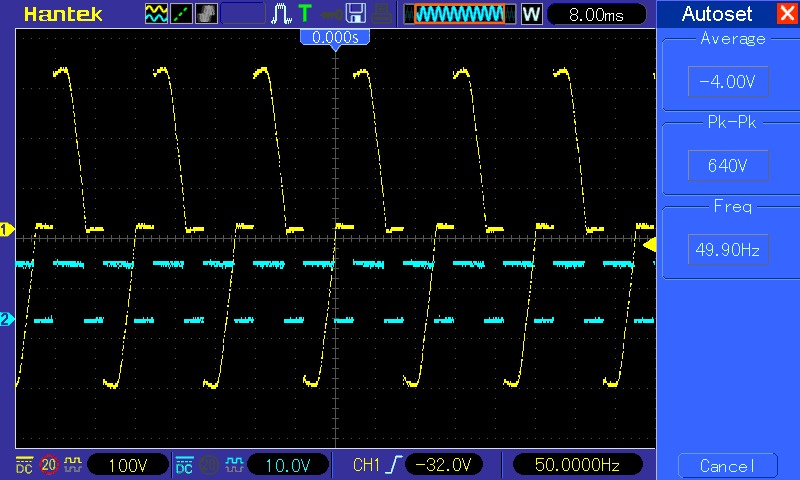 Hantek T W 8.00ms Autoset
0.000s
Average
-4.00V
Pk-Pk
640V
Freq
49.90Hz
1
2
DC 20 100V DC 10.0V CH1 -32.0V 50.0000Hz Cancel